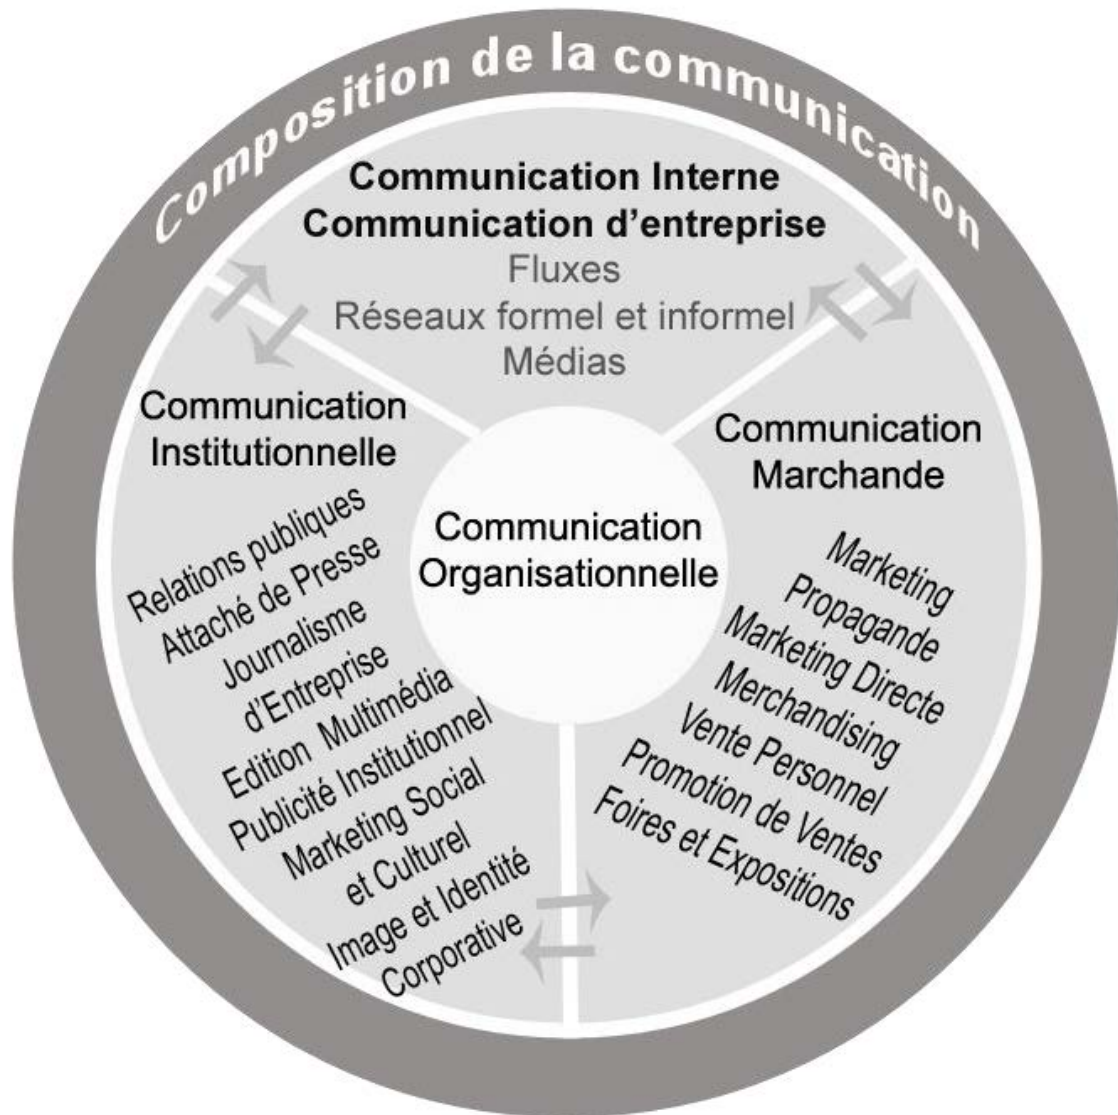 Composition de la communication
Communication Interne
Communication d'entreprise
Fluxes
Réseaux formel et informel
Médias
Communication
Institutionnelle
Relations publiques
Attaché de Presse
Journalisme
d'Entreprise
Edition Multimédia
Publicité Institutionnel
Marketing Social
et Culturel
Image et Identité
Corporative
Communication
Organisationnelle
Communication
Marchande
Marketing
Propagande
Marketing Directe
Merchandising
Vente Personnel
Promotion de Ventes
Foires et Expositions